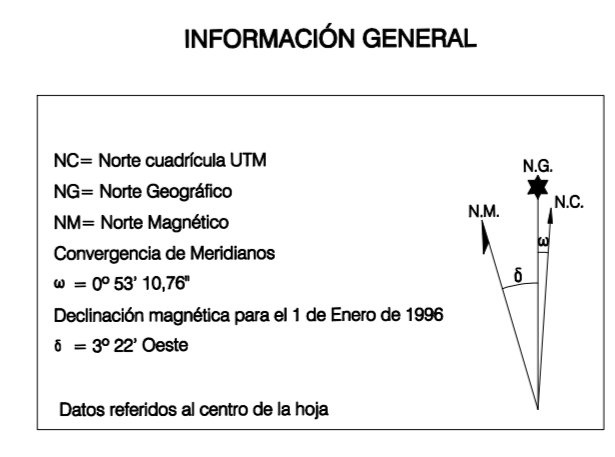 INFORMACIÓN GENERAL
NC= Norte cuadrícula UTM
NG= Norte Geográfico
NM= Norte Magnético
Convergencia de Meridianos
ω = 0º 53' 10,76"
Declinación magnética para el 1 de Enero de 1996
δ = 3º 22' Oeste
Datos referidos al centro de la hoja
N.G.
N.M.
N.C.
ω
δ